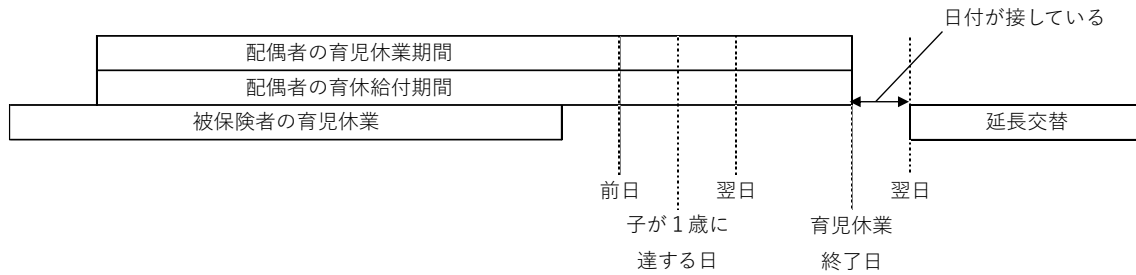 日付が接している
配偶者の育児休業期間
配偶者の育休給付期間
被保険者の育児休業
延長交替
前日
翌日
翌日
子が１歳に
達する日
育児休業
終了日